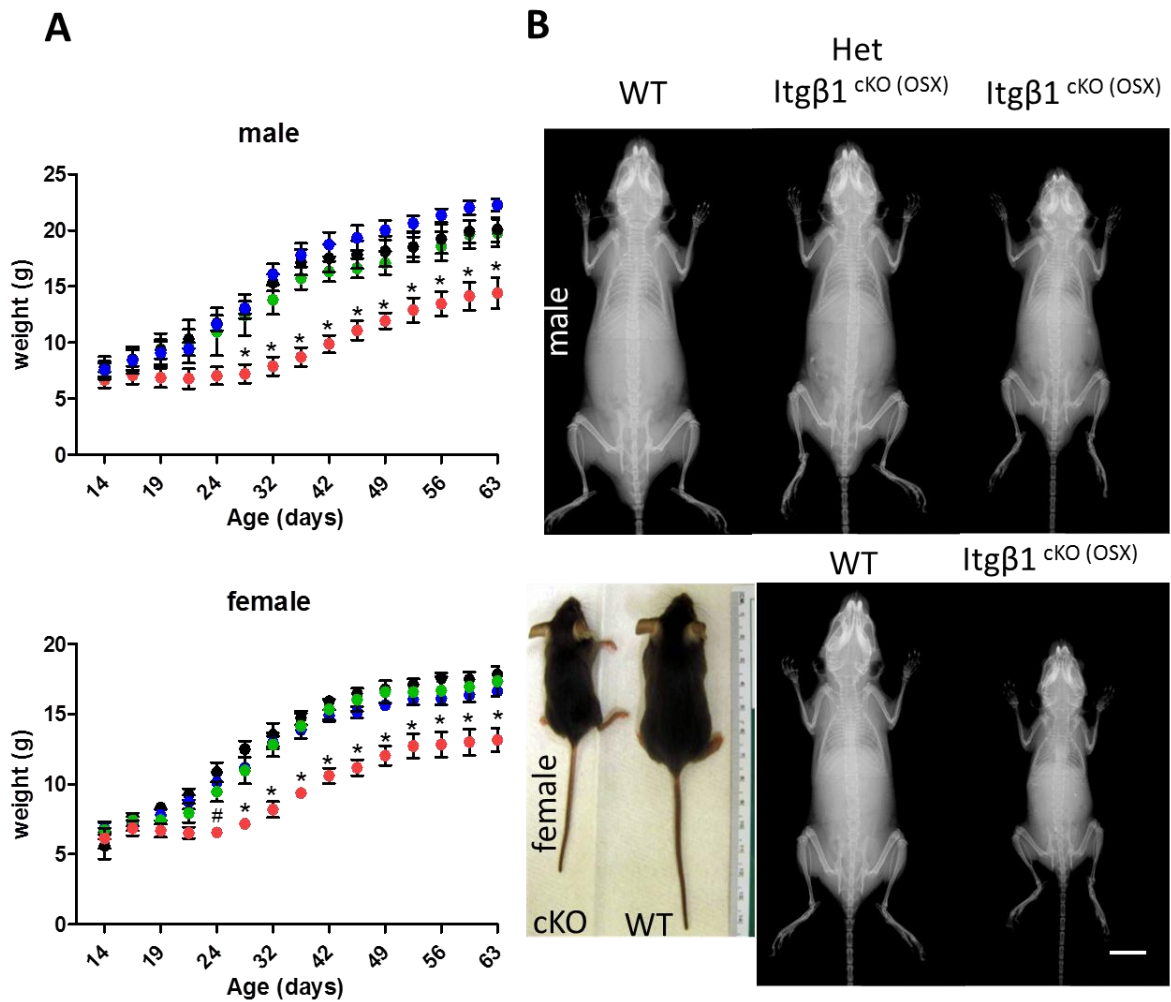 A
male
25
20
15
10
5
0
weight (g)
* * * * * * * * *
14 19 24 32 42 49 56 63
Age (days)
female
20
15
10
5
0
weight (g)
# * * * * * * * * *
14 19 24 32 42 49 56 63
Age (days)
B
WT
Het
Itgβ1 cKO (OSX)
Itgβ1 cKO (OSX)
male
WT
Itgβ1 cKO (OSX)
female
cKO
WT